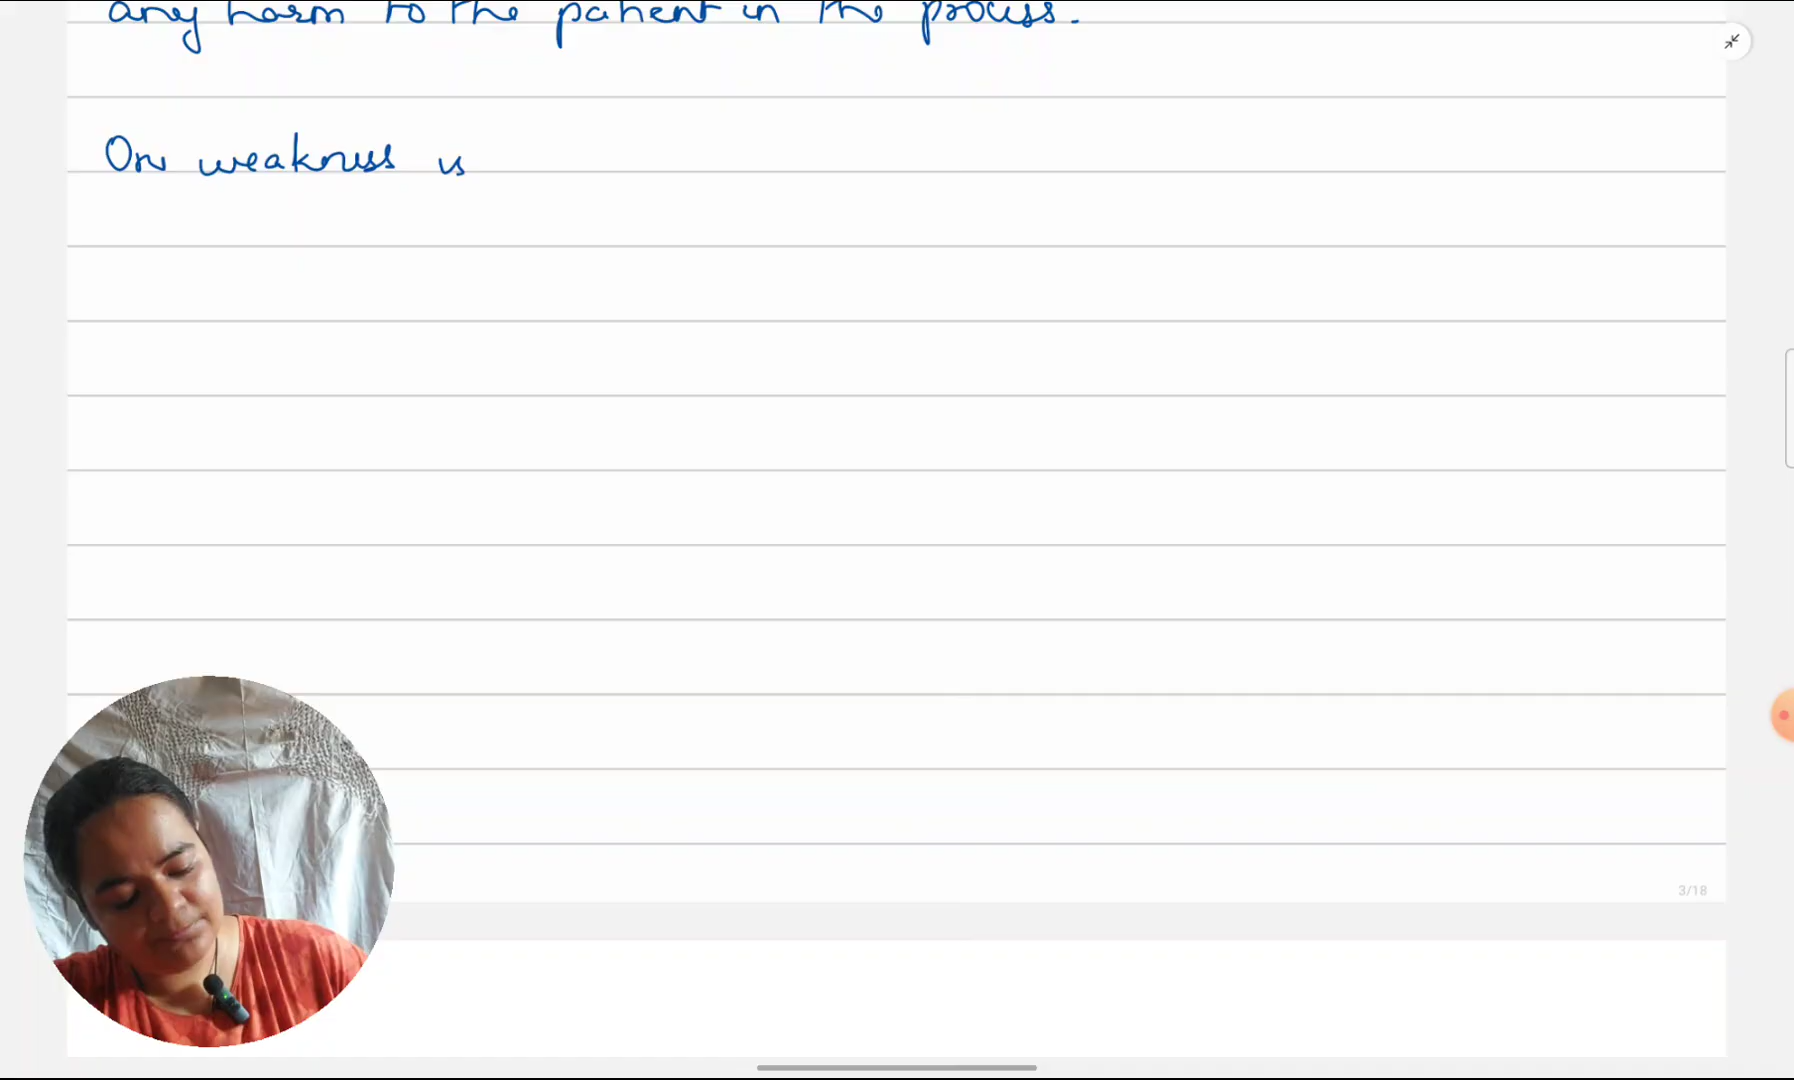 any harm to the patient in the process.
One weakness is
3/18